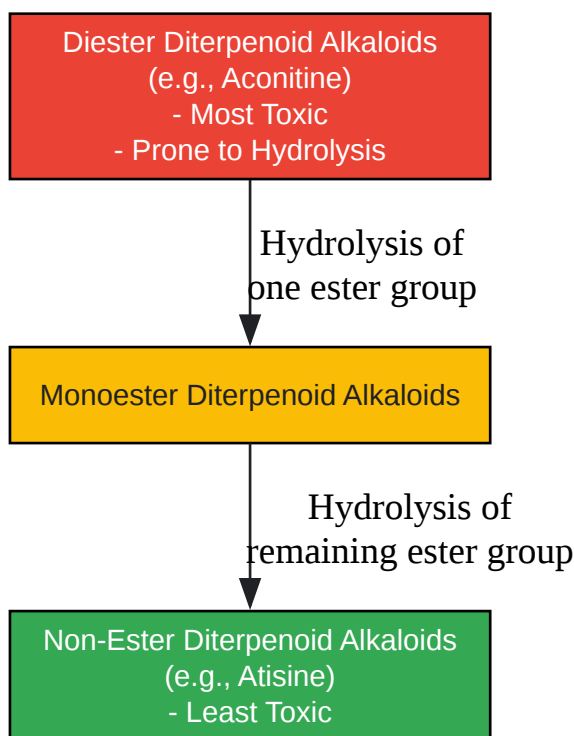 Diester Diterpenoid Alkaloids
(e.g., Aconitine)
- Most Toxic
- Prone to Hydrolysis
Hydrolysis of
one ester group
Monoester Diterpenoid Alkaloids
Hydrolysis of
remaining ester group
Non-Ester Diterpenoid Alkaloids
(e.g., Atisine)
- Least Toxic